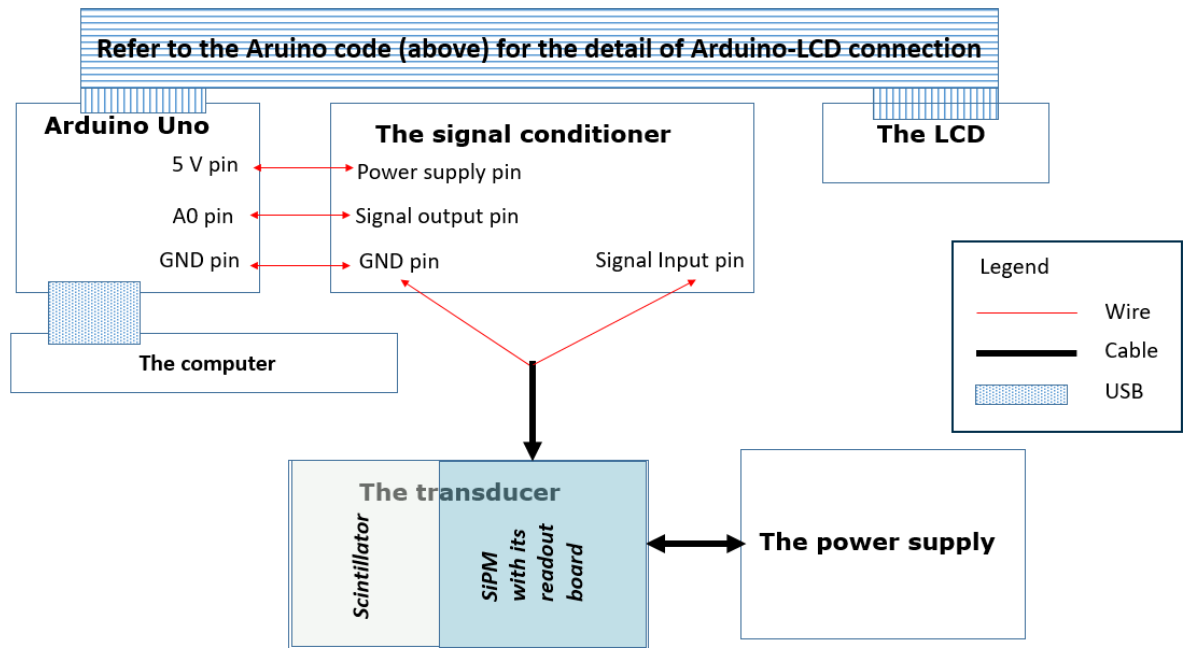 Refer to the Aruino code (above) for the detail of Arduino-LCD connection
Arduino Uno
5 V pin
A0 pin
GND pin
The signal conditioner
Power supply pin
Signal output pin
GND pin
Signal Input pin
The LCD
The computer
Legend
Wire
Cable
USB
The transducer
Scintillator
SiPM
with its
readout
board
The power supply